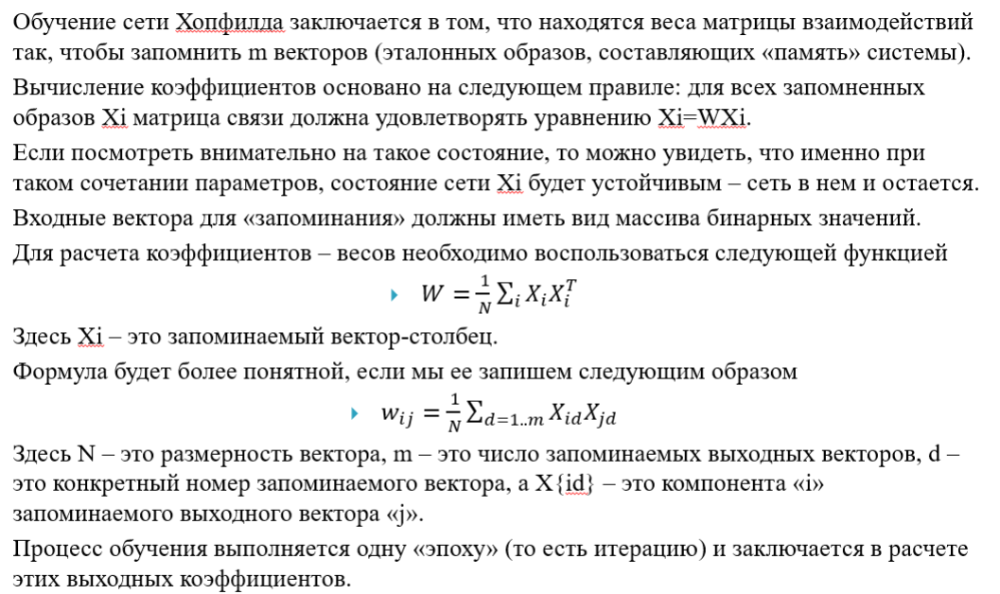 Обучение сети Хопфилда заключается в том, что находятся веса матрицы взаимодействий
так, чтобы запомнить m векторов (эталонных образов, составляющих «память» системы).
Вычисление коэффициентов основано на следующем правиле: для всех запомненных
образов Xi матрица связи должна удовлетворять уравнению Xi=WXi.
Если посмотреть внимательно на такое состояние, то можно увидеть, что именно при
таком сочетании параметров, состояние сети Xi будет устойчивым – сеть в нем и остается.
Входные вектора для «запоминания» должны иметь вид массива бинарных значений.
Для расчета коэффициентов – весов необходимо воспользоваться следующей функцией
W = \frac{1}{N} \sum_i X_i X_i^T
Здесь Xi – это запоминаемый вектор-столбец.
Формула будет более понятной, если мы ее запишем следующим образом
w_{ij} = \frac{1}{N} \sum_{d=1..m} X_{id} X_{jd}
Здесь N – это размерность вектора, m – это число запоминаемых выходных векторов, d –
это конкретный номер запоминаемого вектора, а X{id} – это компонента «i»
запоминаемого выходного вектора «j».
Процесс обучения выполняется одну «эпоху» (то есть итерацию) и заключается в расчете
этих выходных коэффициентов.